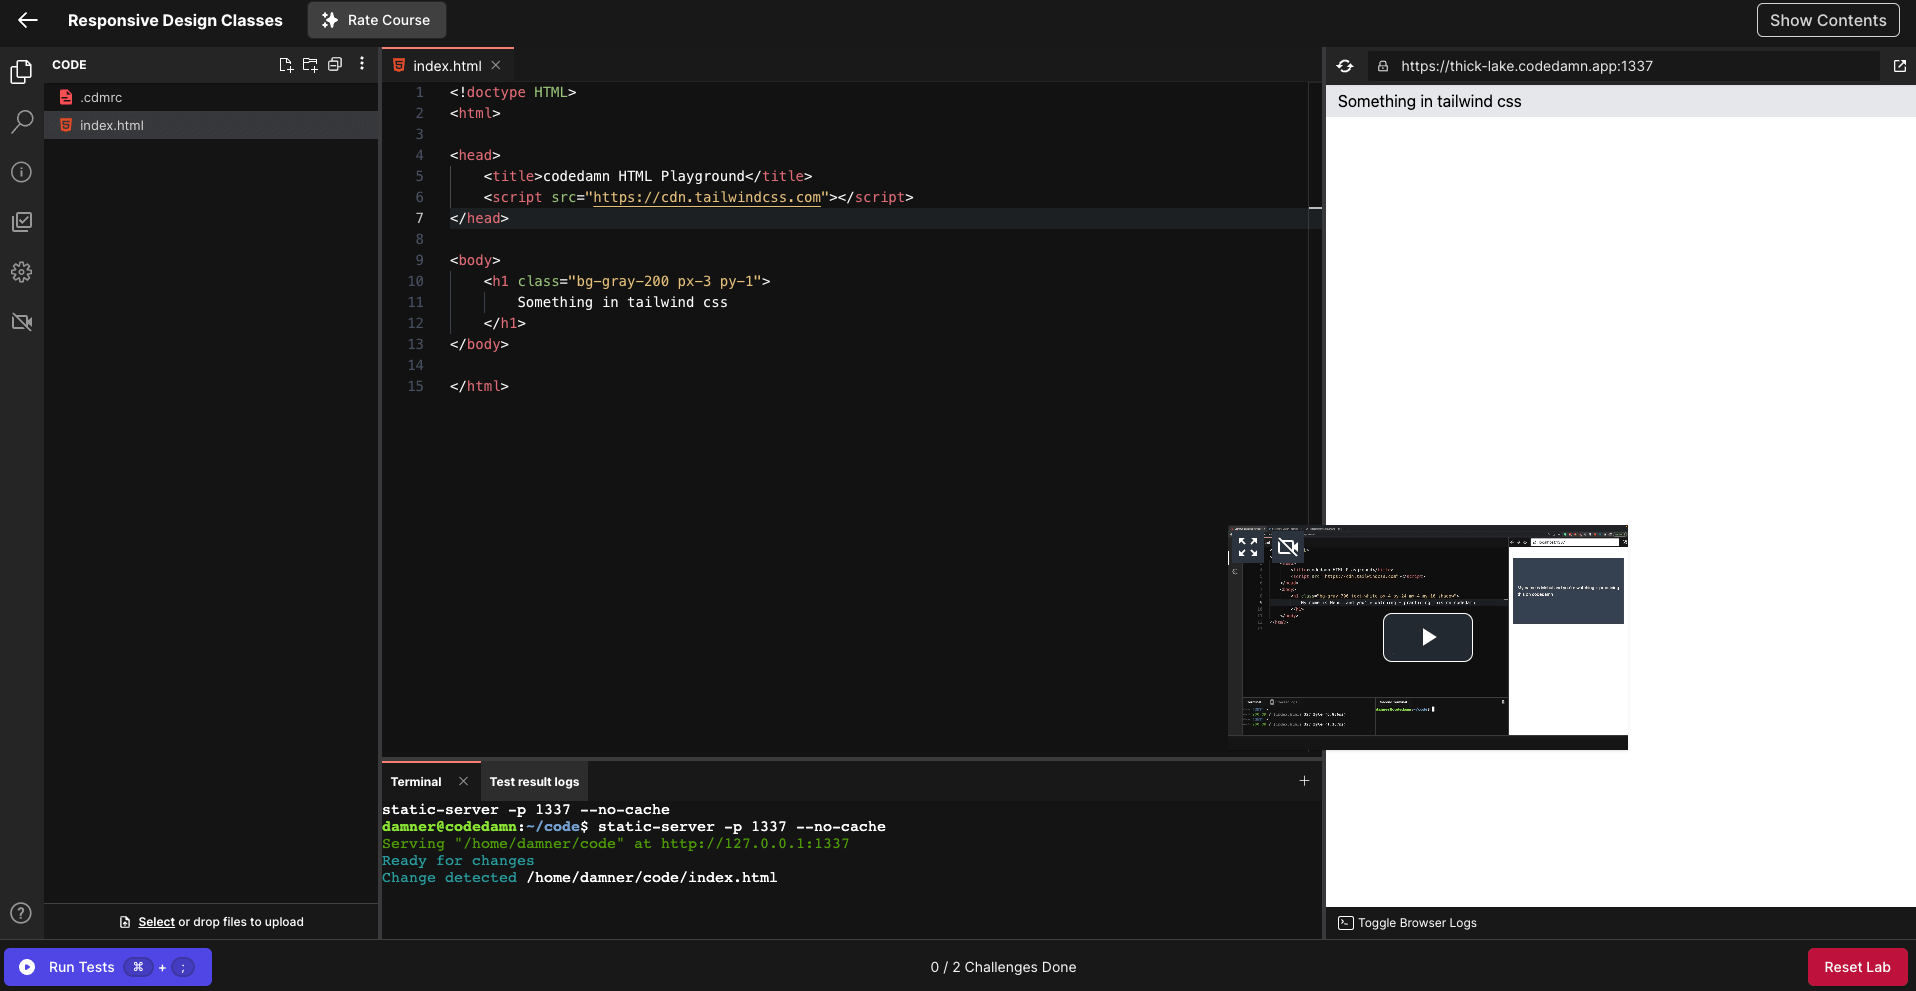 Responsive Design Classes
Rate Course
Show Contents
CODE
.cdmrc
index.html
index.html
1 <!doctype HTML>
2 <html>
3
4 <head>
5 <title>codedamn HTML Playground</title>
6 <script src="https://cdn.tailwindcss.com"></script>
7 </head>
8
9 <body>
10 <h1 class="bg-gray-200 px-3 py-1">
11 Something in tailwind css
12 </h1>
13 </body>
14
15 </html>
https://thick-lake.codedamn.app:1337
Something in tailwind css
Terminal
Test result logs
static-server -p 1337 --no-cache
damner@codedamn:~/code$ static-server -p 1337 --no-cache
Serving "/home/damner/code" at http://127.0.0.1:1337
Ready for changes
Change detected /home/damner/code/index.html
Select or drop files to upload
Toggle Browser Logs
Run Tests ⌘ + ;
0 / 2 Challenges Done
Reset Lab